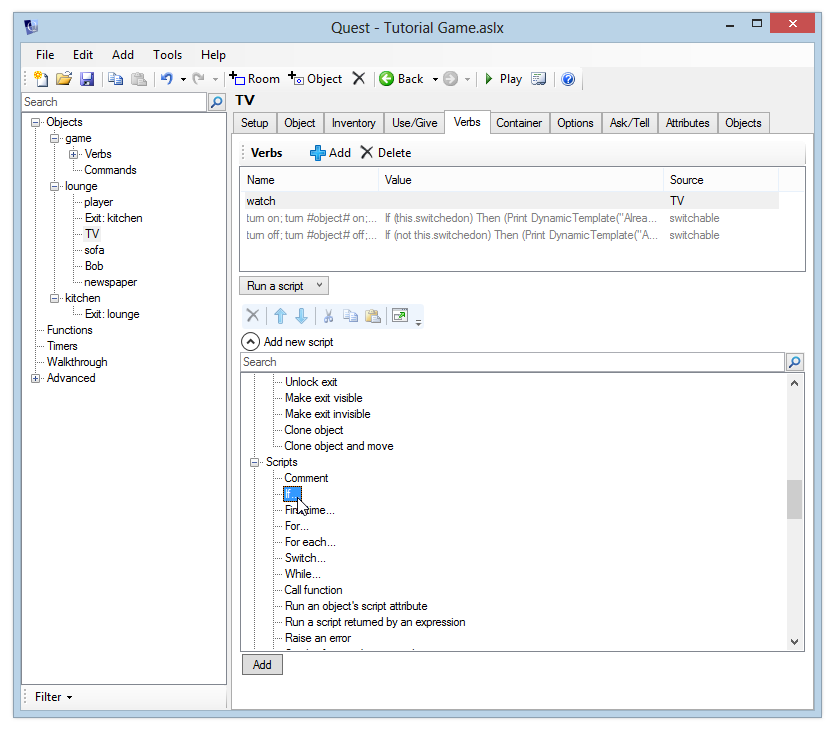 Quest - Tutorial Game.aslx
File Edit Add Tools Help
Room Object Back Play
Search
TV
Objects
game
Verbs
Commands
lounge
player
Exit: kitchen
TV
sofa
Bob
newspaper
kitchen
Exit: lounge
Functions
Timers
Walkthrough
Advanced
Filter
Setup Object Inventory Use/Give Verbs Container Options Ask/Tell Attributes Objects
Verbs Add Delete
Name Value Source
watch TV
turn on; turn #object# on;... If (this.switchedon) Then (Print DynamicTemplate("Alrea... switchable
turn off; turn #object# off;... If (not this.switchedon) Then (Print DynamicTemplate("A... switchable
Run a script
Add new script
Search
Unlock exit
Make exit visible
Make exit invisible
Clone object
Clone object and move
Scripts
Comment
If...
First time...
For...
For each...
Switch...
While...
Call function
Run an object's script attribute
Run a script returned by an expression
Raise an error
Add